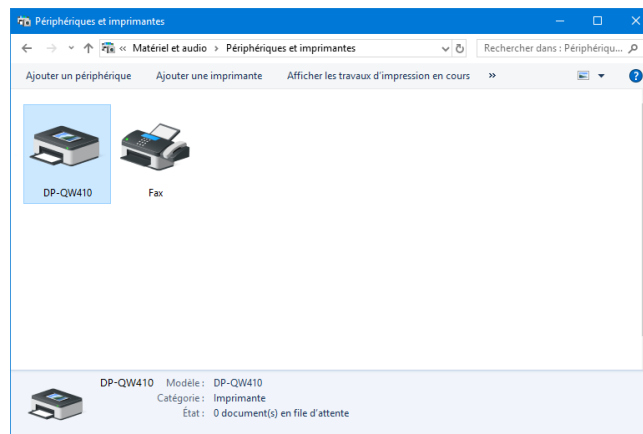 Périphériques et imprimantes
« Matériel et audio > Périphériques et imprimantes
Rechercher dans : Périphériqu...
Ajouter un périphérique Ajouter une imprimante Afficher les travaux d'impression en cours »
DP-QW410 Fax
DP-QW410 Modèle : DP-QW410
Catégorie : Imprimante
État : 0 document(s) en file d'attente